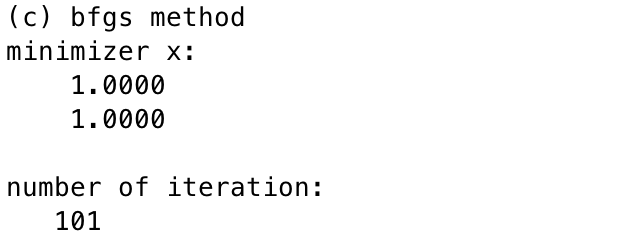 (c) bfgs method
minimizer x:
1.0000
1.0000
number of iteration:
101